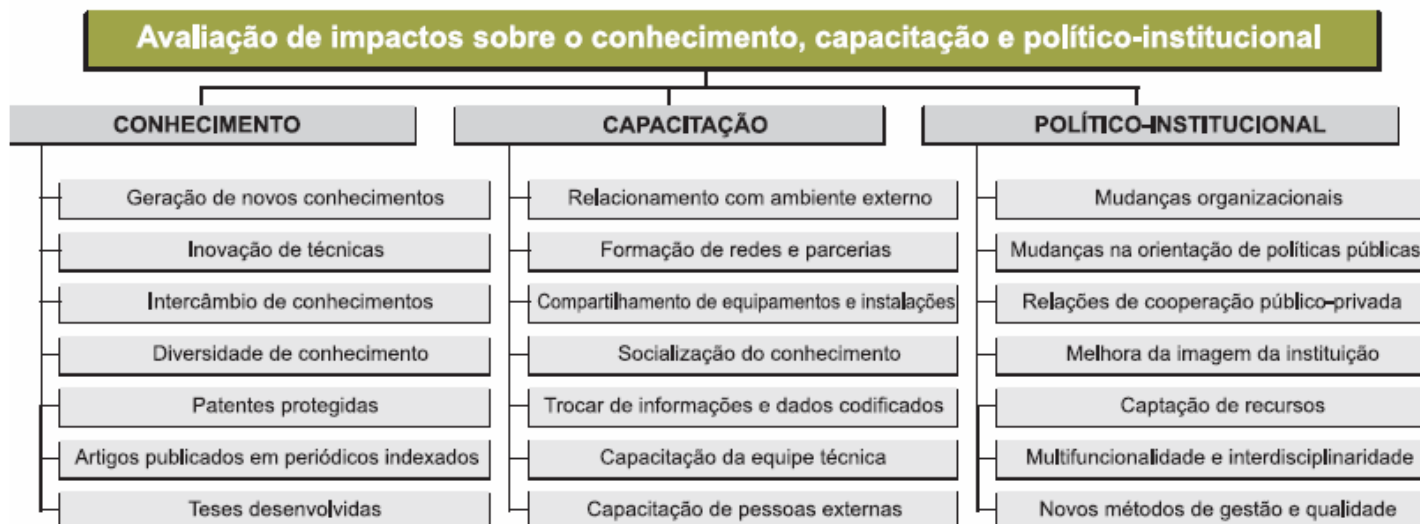 Avaliação de impactos sobre o conhecimento, capacitação e político-institucional
CONHECIMENTO
Geração de novos conhecimentos
Inovação de técnicas
Intercâmbio de conhecimentos
Diversidade de conhecimento
Patentes protegidas
Artigos publicados em periódicos indexados
Teses desenvolvidas
CAPACITAÇÃO
Relacionamento com ambiente externo
Formação de redes e parcerias
Compartilhamento de equipamentos e instalações
Socialização do conhecimento
Trocar de informações e dados codificados
Capacitação da equipe técnica
Capacitação de pessoas externas
POLÍTICO-INSTITUCIONAL
Mudanças organizacionais
Mudanças na orientação de políticas públicas
Relações de cooperação público-privada
Melhora da imagem da instituição
Captação de recursos
Multifuncionalidade e interdisciplinaridade
Novos métodos de gestão e qualidade